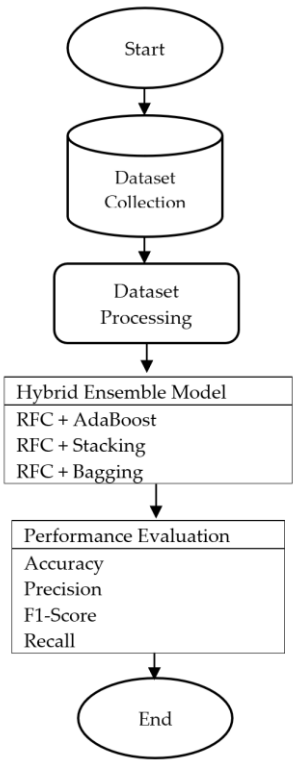 Start
Dataset
Collection
Dataset
Processing
Hybrid Ensemble Model
RFC + AdaBoost
RFC + Stacking
RFC + Bagging
Performance Evaluation
Accuracy
Precision
F1-Score
Recall
End